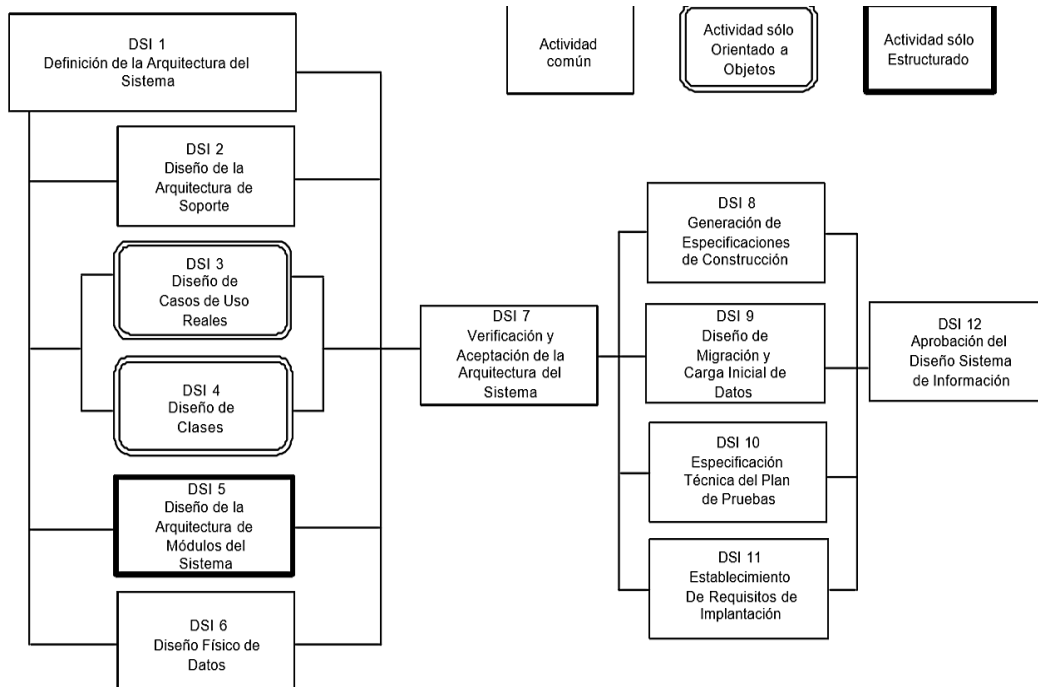 DSI 1
Definición de la Arquitectura del
Sistema
Actividad
común
Actividad sólo
Orientado a
Objetos
Actividad sólo
Estructurado
DSI 2
Diseño de la
Arquitectura de
Soporte
DSI 3
Diseño de
Casos de Uso
Reales
DSI 4
Diseño de
Clases
DSI 5
Diseño de la
Arquitectura de
Módulos del
Sistema
DSI 6
Diseño Físico de
Datos
DSI 7
Verificación y
Aceptación de la
Arquitectura del
Sistema
DSI 8
Generación de
Especificaciones
de Construcción
DSI 9
Diseño de
Migración y
Carga Inicial de
Datos
DSI 10
Especificación
Técnica del Plan
de Pruebas
DSI 11
Establecimiento
De Requisitos de
Implantación
DSI 12
Aprobación del
Diseño Sistema
de Información